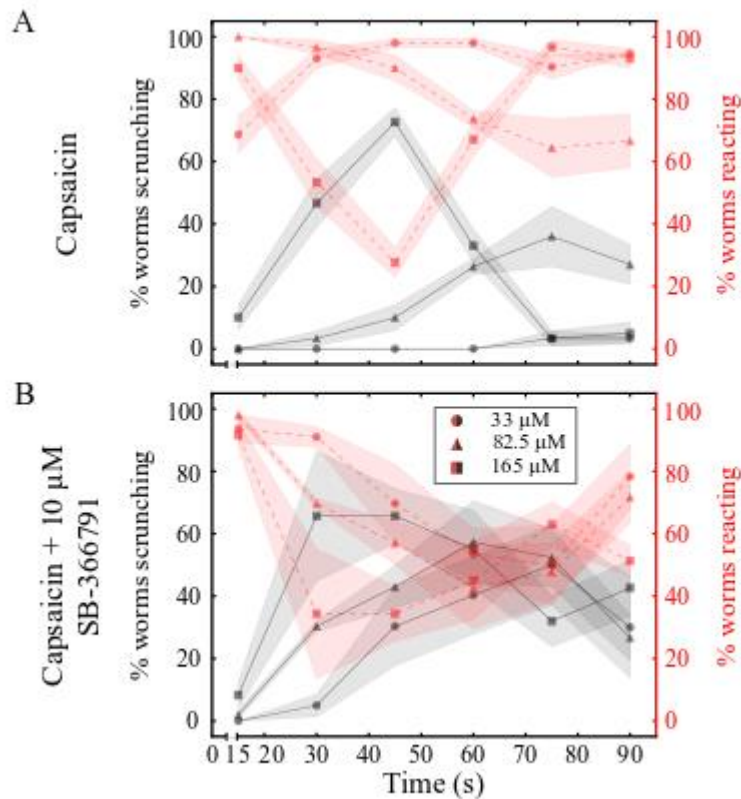 A
Capsaicin
% worms scrunching
100
80
60
40
20
0
100
80
60
40
20
0
% worms reacting
B
Capsaicin + 10 µM
SB-366791
% worms scrunching
100
80
60
40
20
0
33 µM
82.5 µM
165 µM
100
80
60
40
20
0
% worms reacting
0 15 20 30 40 50 60 70 80 90
Time (s)